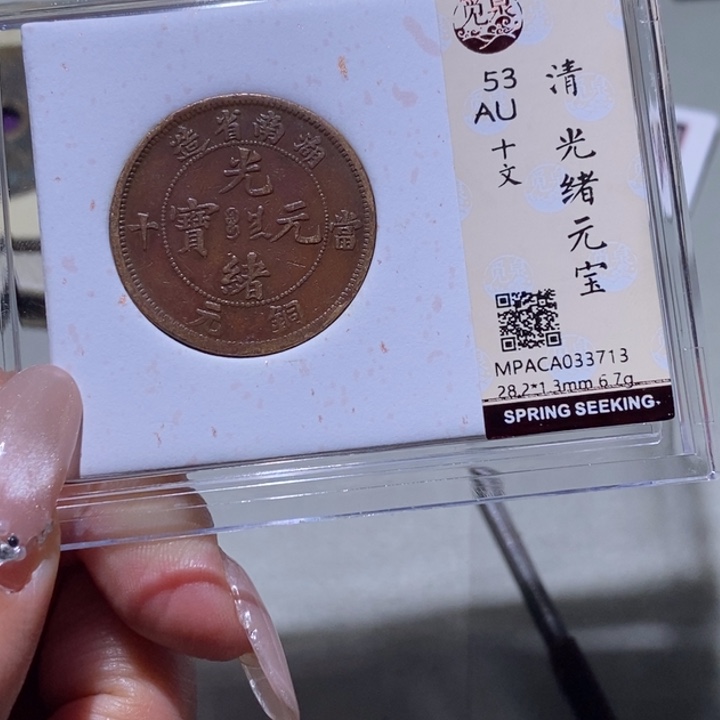 湖南省造
光緒元寶
當十
銅元
觅泉
53
AU
十文
清 光绪元宝
MPACA033713
28.2*1.3mm 6.7g
SPRING SEEKING.